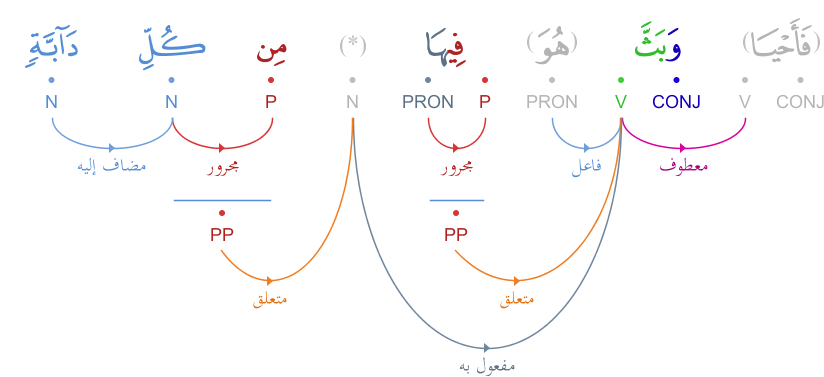 (فَأَحْيَا) وَبَثَّ (هُوَ) فِيهَا (*) مِن كُلِّ دَآبَّةٍ
CONJ V CONJ V PRON P PRON N P N N
معطوف فاعل مجرور مجرور مضاف إليه
PP PP
متعلق متعلق
مفعول به